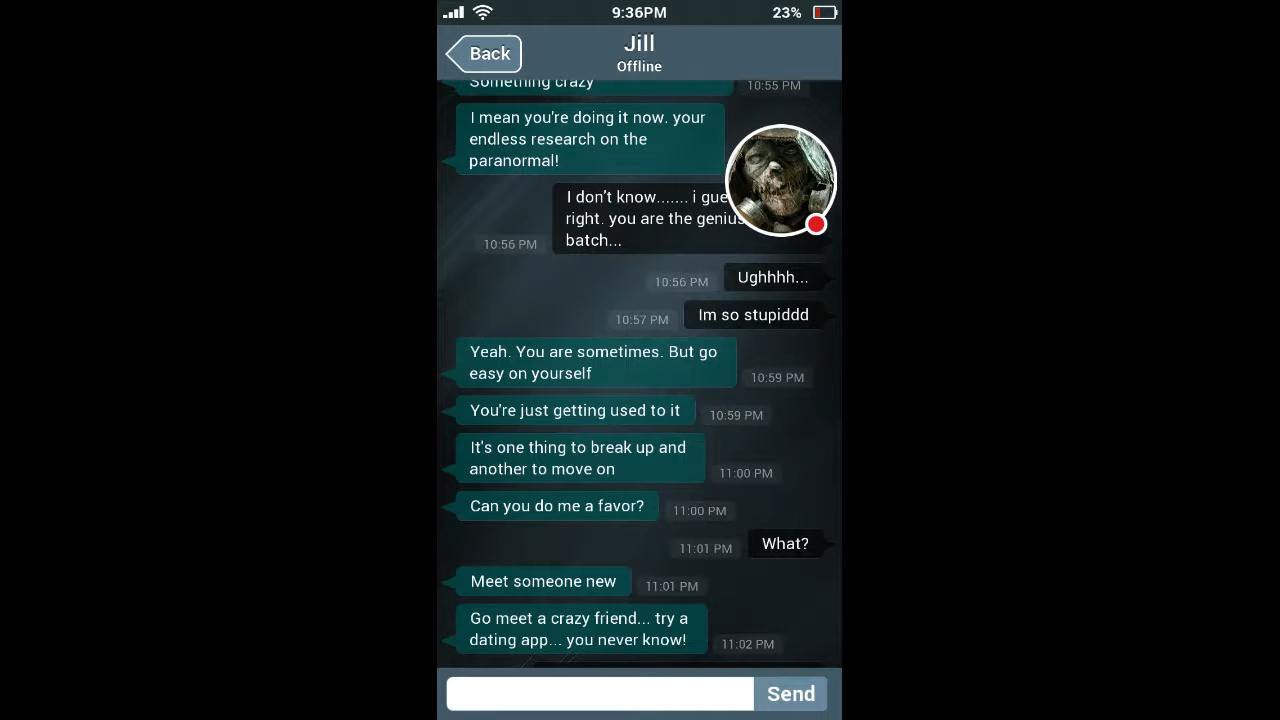 9:36PM
23%
Back
Jill
Offline
Something crazy
10:55 PM
I mean you're doing it now. your
endless research on the
paranormal!
I don't know....... i gue
right. you are the genius
batch...
10:56 PM
Ughhhh...
10:56 PM
Im so stupiddd
10:57 PM
Yeah. You are sometimes. But go
easy on yourself
10:59 PM
You're just getting used to it
10:59 PM
It's one thing to break up and
another to move on
11:00 PM
Can you do me a favor?
11:00 PM
What?
11:01 PM
Meet someone new
11:01 PM
Go meet a crazy friend... try a
dating app... you never know!
11:02 PM
Send